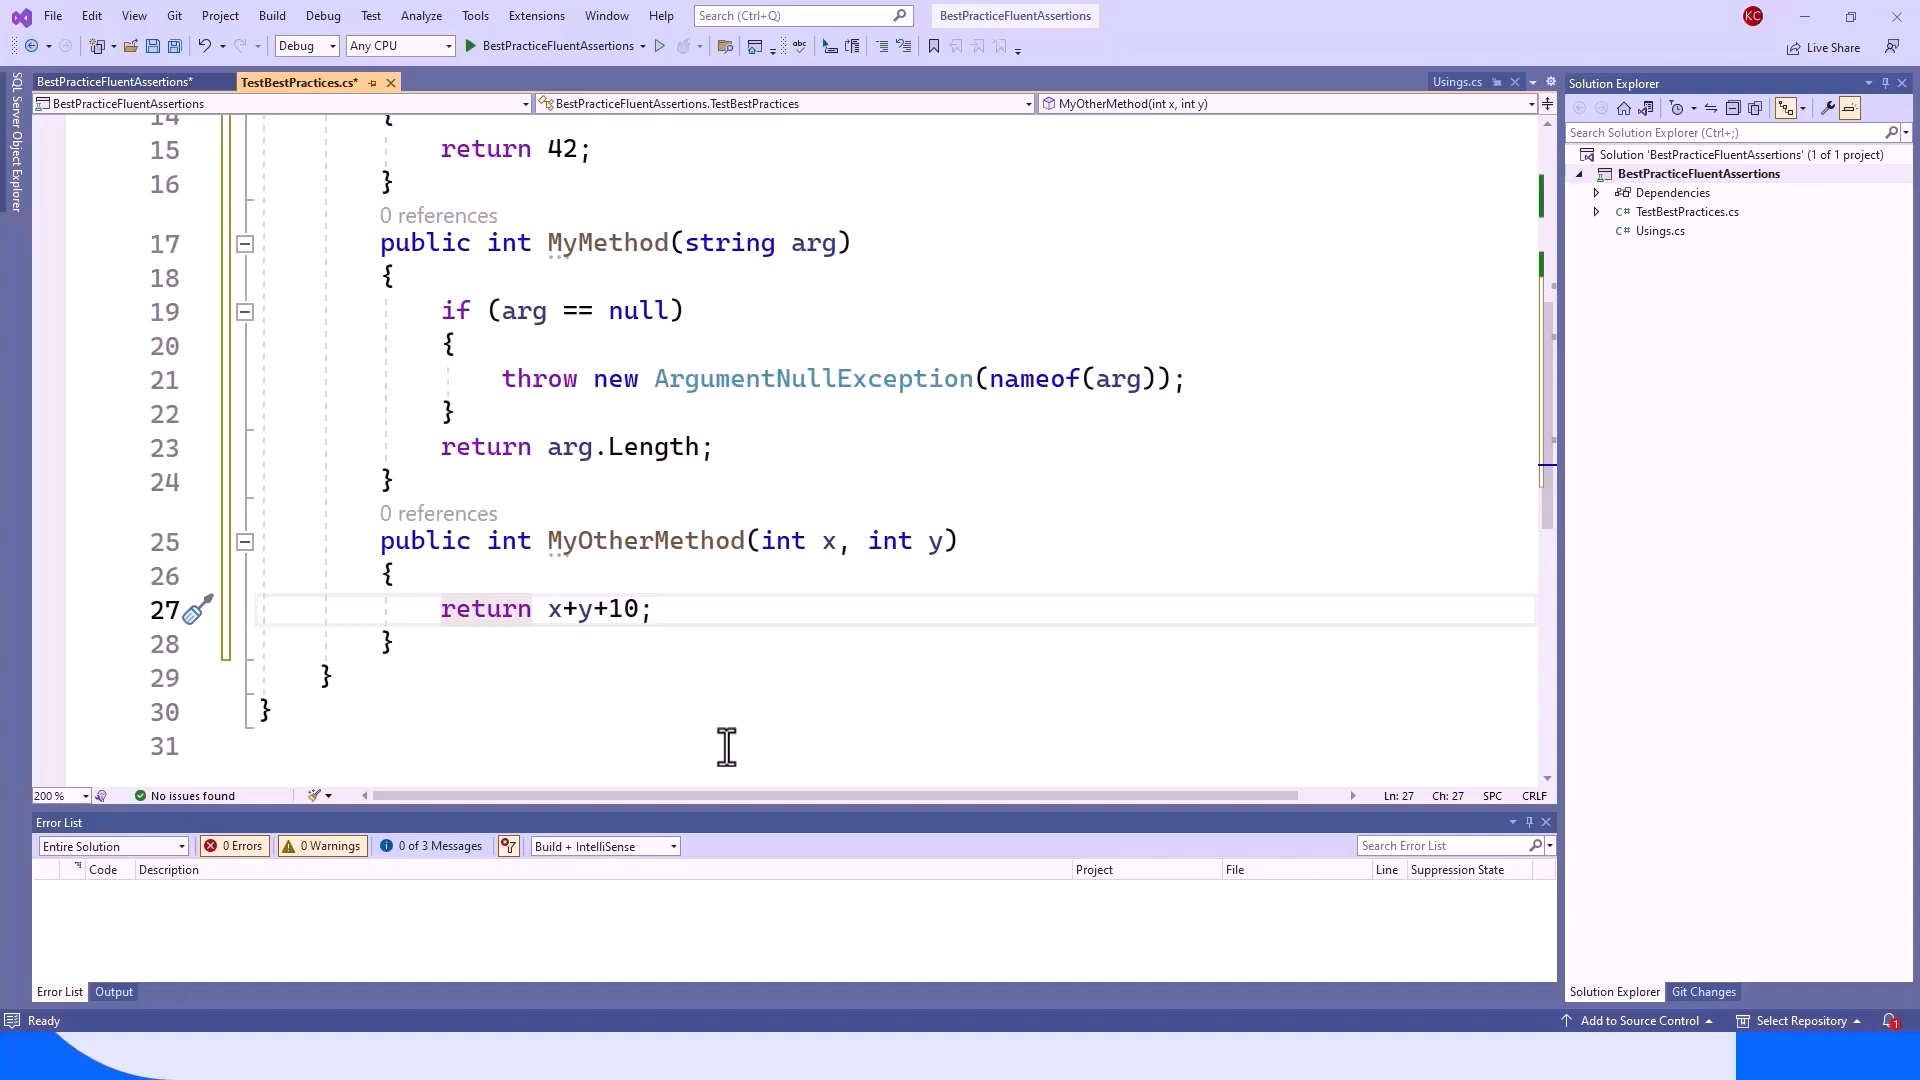 File Edit View Git Project Build Debug Test Analyze Tools Extensions Window Help Search (Ctrl+Q) BestPracticeFluentAssertions KC
Debug Any CPU BestPracticeFluentAssertions Live Share
SQL Server Object Explorer
BestPracticeFluentAssertions* TestBestPractices.cs* Usings.cs
BestPracticeFluentAssertions BestPracticeFluentAssertions.TestBestPractices MyOtherMethod(int x, int y)
14 {
15 return 42;
16 }
0 references
17 public int MyMethod(string arg)
18 {
19 if (arg == null)
20 {
21 throw new ArgumentNullException(nameof(arg));
22 }
23 return arg.Length;
24 }
0 references
25 public int MyOtherMethod(int x, int y)
26 {
27 return x+y+10;
28 }
29 }
30 }
31
200 % No issues found Ln: 27 Ch: 27 SPC CRLF
Error List
Entire Solution 0 Errors 0 Warnings 0 of 3 Messages Build + IntelliSense Search Error List
Code Description Project File Line Suppression State
Error List Output
Solution Explorer
Search Solution Explorer (Ctrl+;)
Solution 'BestPracticeFluentAssertions' (1 of 1 project)
BestPracticeFluentAssertions
Dependencies
C# TestBestPractices.cs
C# Usings.cs
Solution Explorer Git Changes
Ready Add to Source Control Select Repository 1